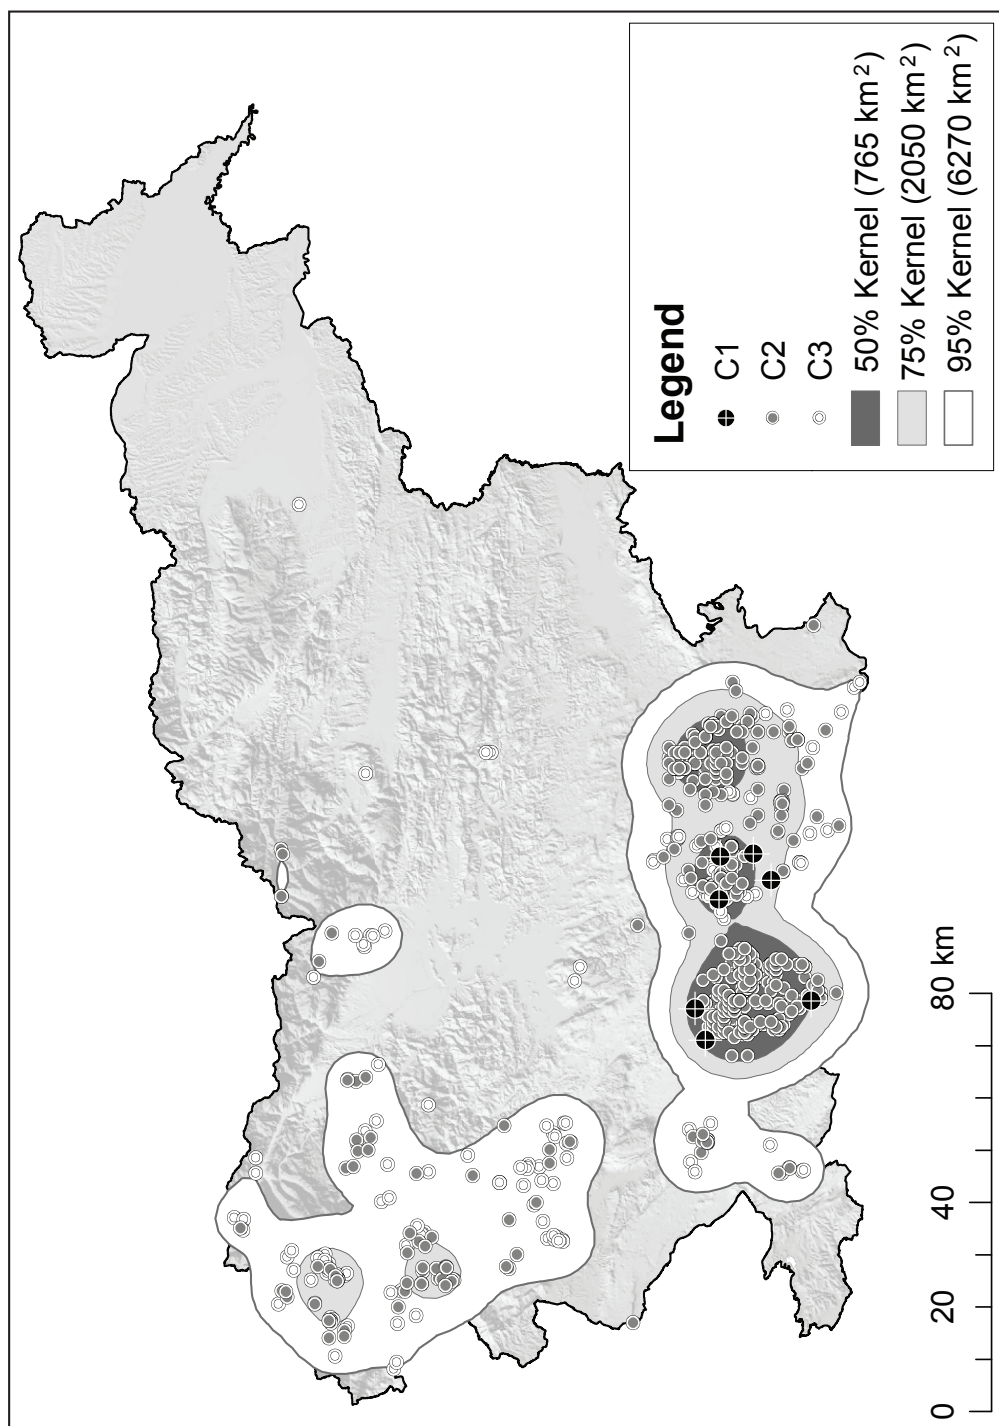 Legend
C1
C2
C3
50% Kernel (765 km²)
75% Kernel (2050 km²)
95% Kernel (6270 km²)
0 20 40 80 km